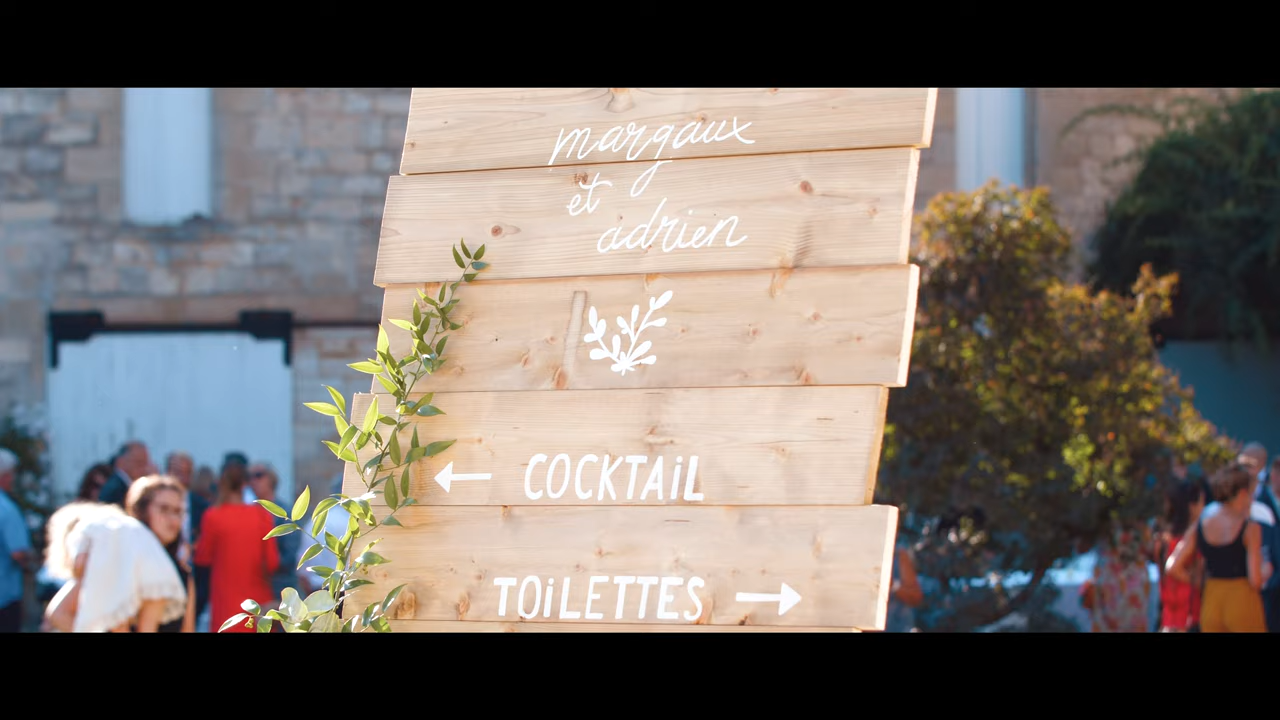 margaux
et
adrien
← COCKTAiL
TOiLETTES →